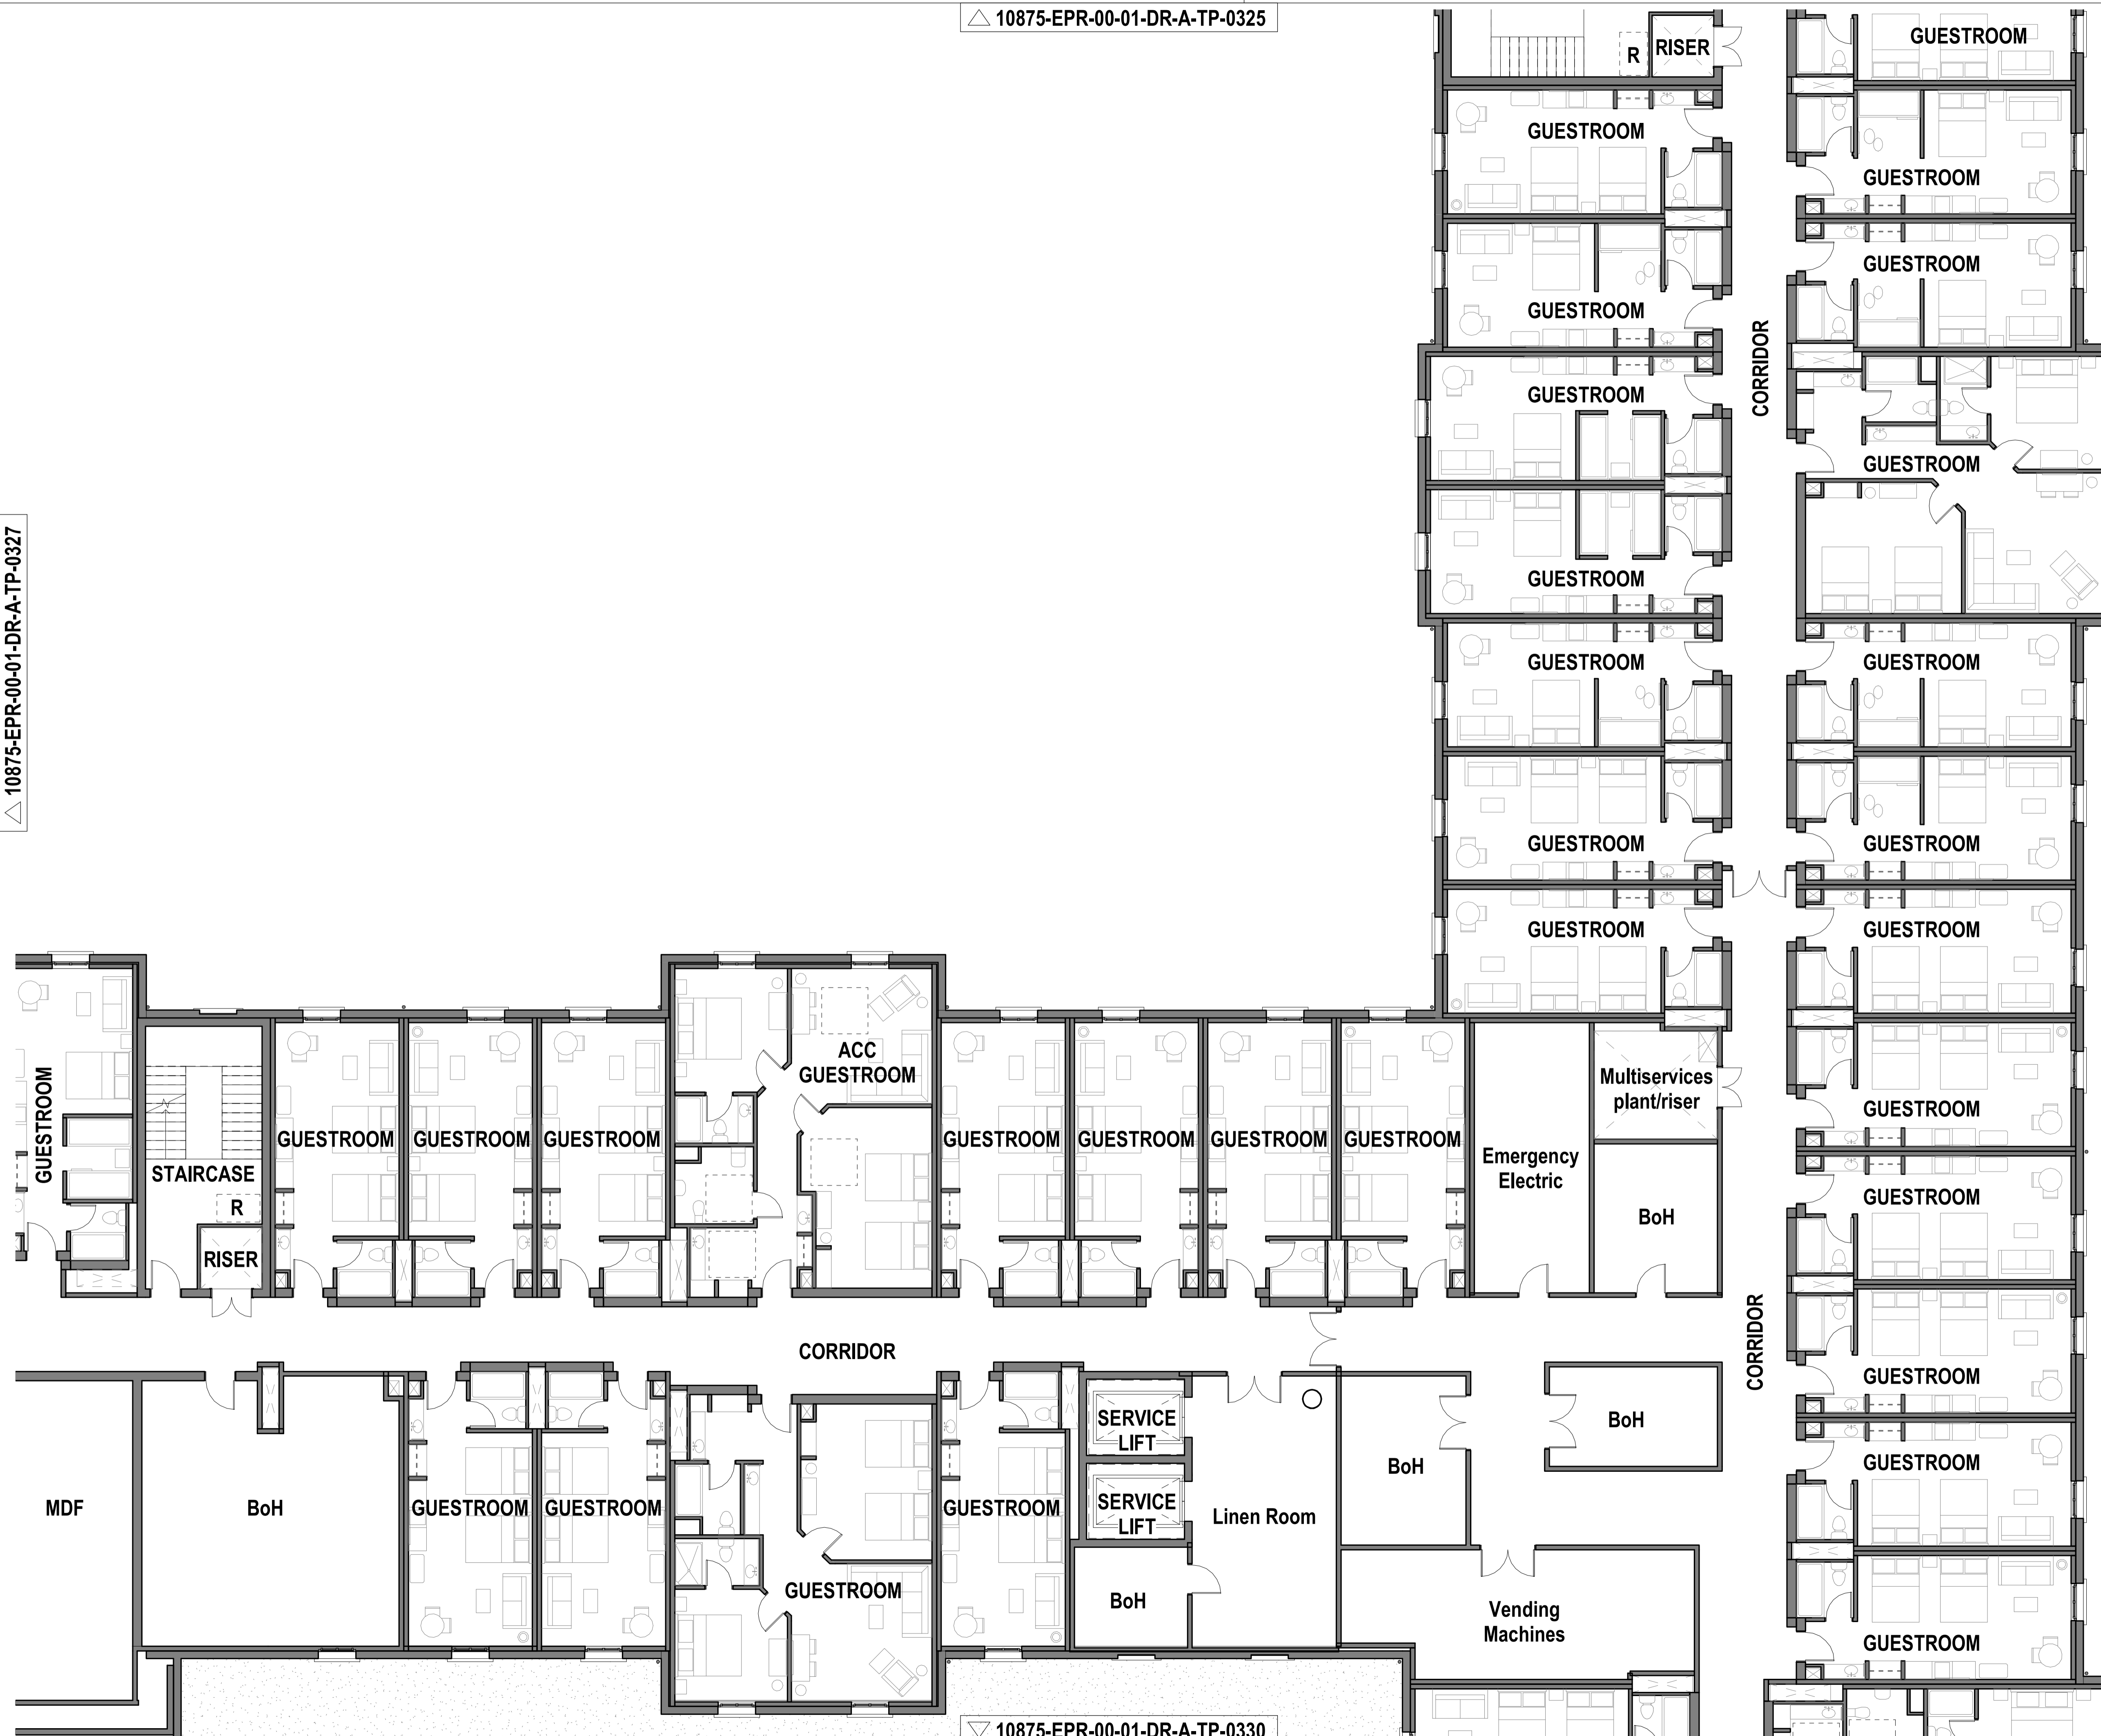 10875-EPR-00-01-DR-A-TP-0325
R
RISER
GUESTROOM
GUESTROOM
GUESTROOM
GUESTROOM
GUESTROOM
GUESTROOM
CORRIDOR
GUESTROOM
GUESTROOM
GUESTROOM
10875-EPR-00-01-DR-A-TP-0327
GUESTROOM
GUESTROOM
GUESTROOM
GUESTROOM
GUESTROOM
GUESTROOM
GUESTROOM
ACC
GUESTROOM
GUESTROOM
Multiservices
plant/riser
GUESTROOM
GUESTROOM
STAIRCASE
R
RISER
GUESTROOM
GUESTROOM
GUESTROOM
GUESTROOM
GUESTROOM
GUESTROOM
GUESTROOM
Emergency
Electric
BoH
GUESTROOM
CORRIDOR
CORRIDOR
GUESTROOM
MDF
BoH
GUESTROOM
GUESTROOM
GUESTROOM
GUESTROOM
SERVICE
LIFT
SERVICE
LIFT
BoH
Linen Room
BoH
BoH
GUESTROOM
Vending
Machines
GUESTROOM
10875-EPR-00-01-DR-A-TP-0330